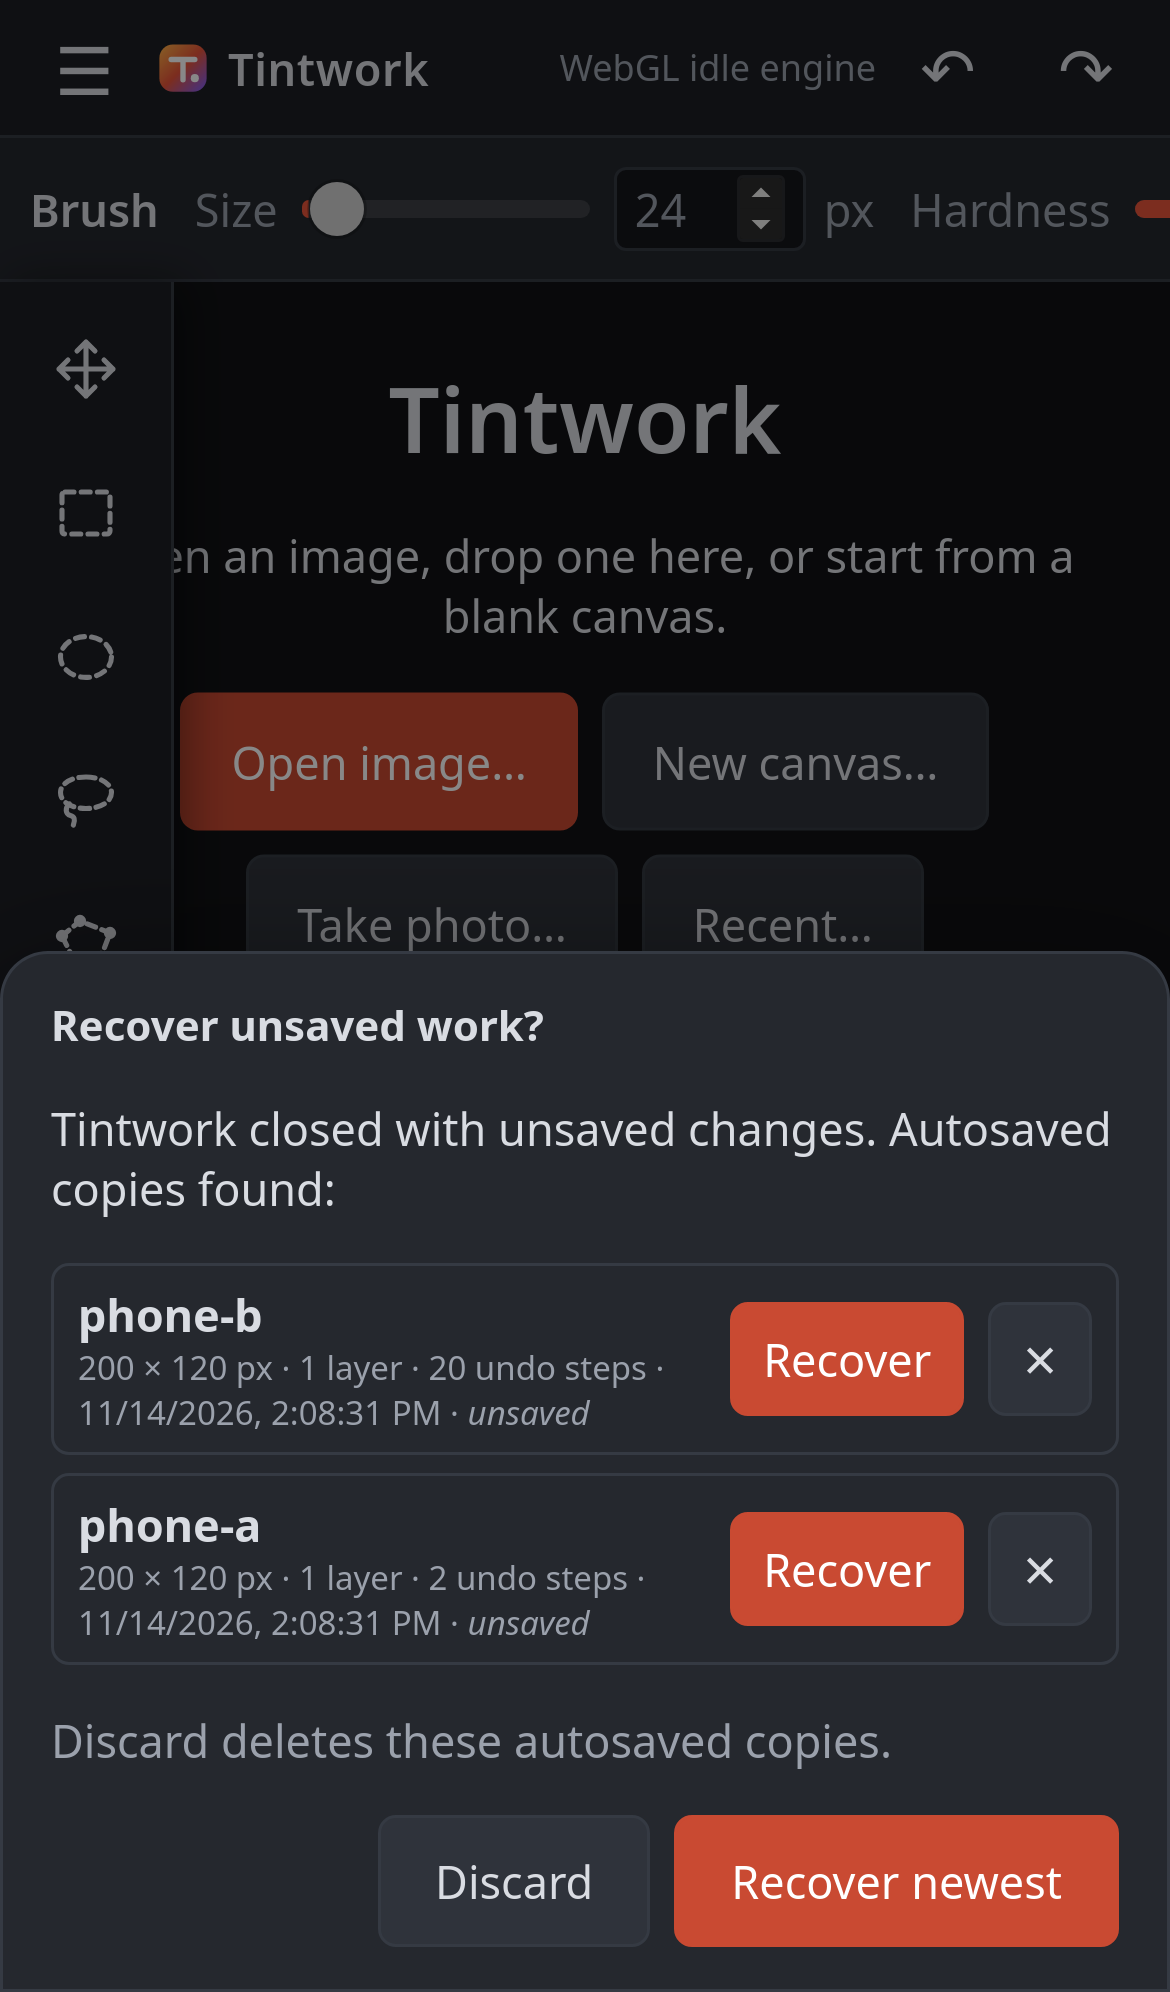 Tintwork
WebGL idle engine
Brush Size 24 px Hardness
Tintwork
en an image, drop one here, or start from a
blank canvas.
Open image...
New canvas...
Take photo...
Recent...
Recover unsaved work?
Tintwork closed with unsaved changes. Autosaved
copies found:
phone-b
200 × 120 px · 1 layer · 20 undo steps ·
11/14/2026, 2:08:31 PM · unsaved
Recover
×
phone-a
200 × 120 px · 1 layer · 2 undo steps ·
11/14/2026, 2:08:31 PM · unsaved
Recover
×
Discard deletes these autosaved copies.
Discard
Recover newest